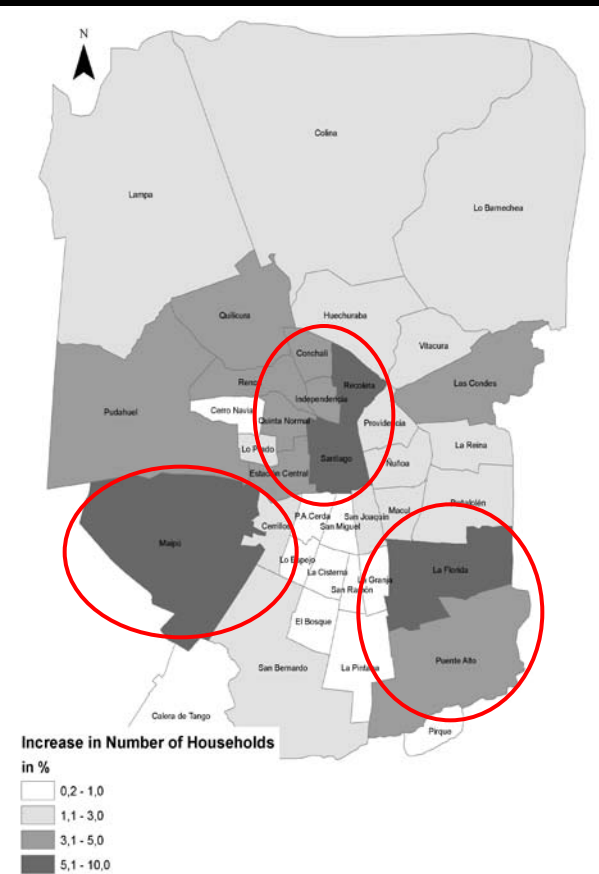 N
Colina
Lampa
Lo Barnechea
Quilicura
Huechuraba
Vitacura
Conchalí
Renca
Recoleta
Las Condes
Independencia
Pudahuel
Cerro Navia
Quinta Normal
Providencia
La Reina
Lo Prado
Santiago
Ñuñoa
Estación Central
Peñalolén
Macul
P.A.Cerda
San Joaquín
Cerrillos
San Miguel
Maipú
Lo Espejo
La Cisterna
La Granja
La Florida
San Ramón
El Bosque
San Bernardo
La Pintana
Puente Alto
Calera de Tango
Pirque
Increase in Number of Households
in %
0,2 - 1,0
1,1 - 3,0
3,1 - 5,0
5,1 - 10,0